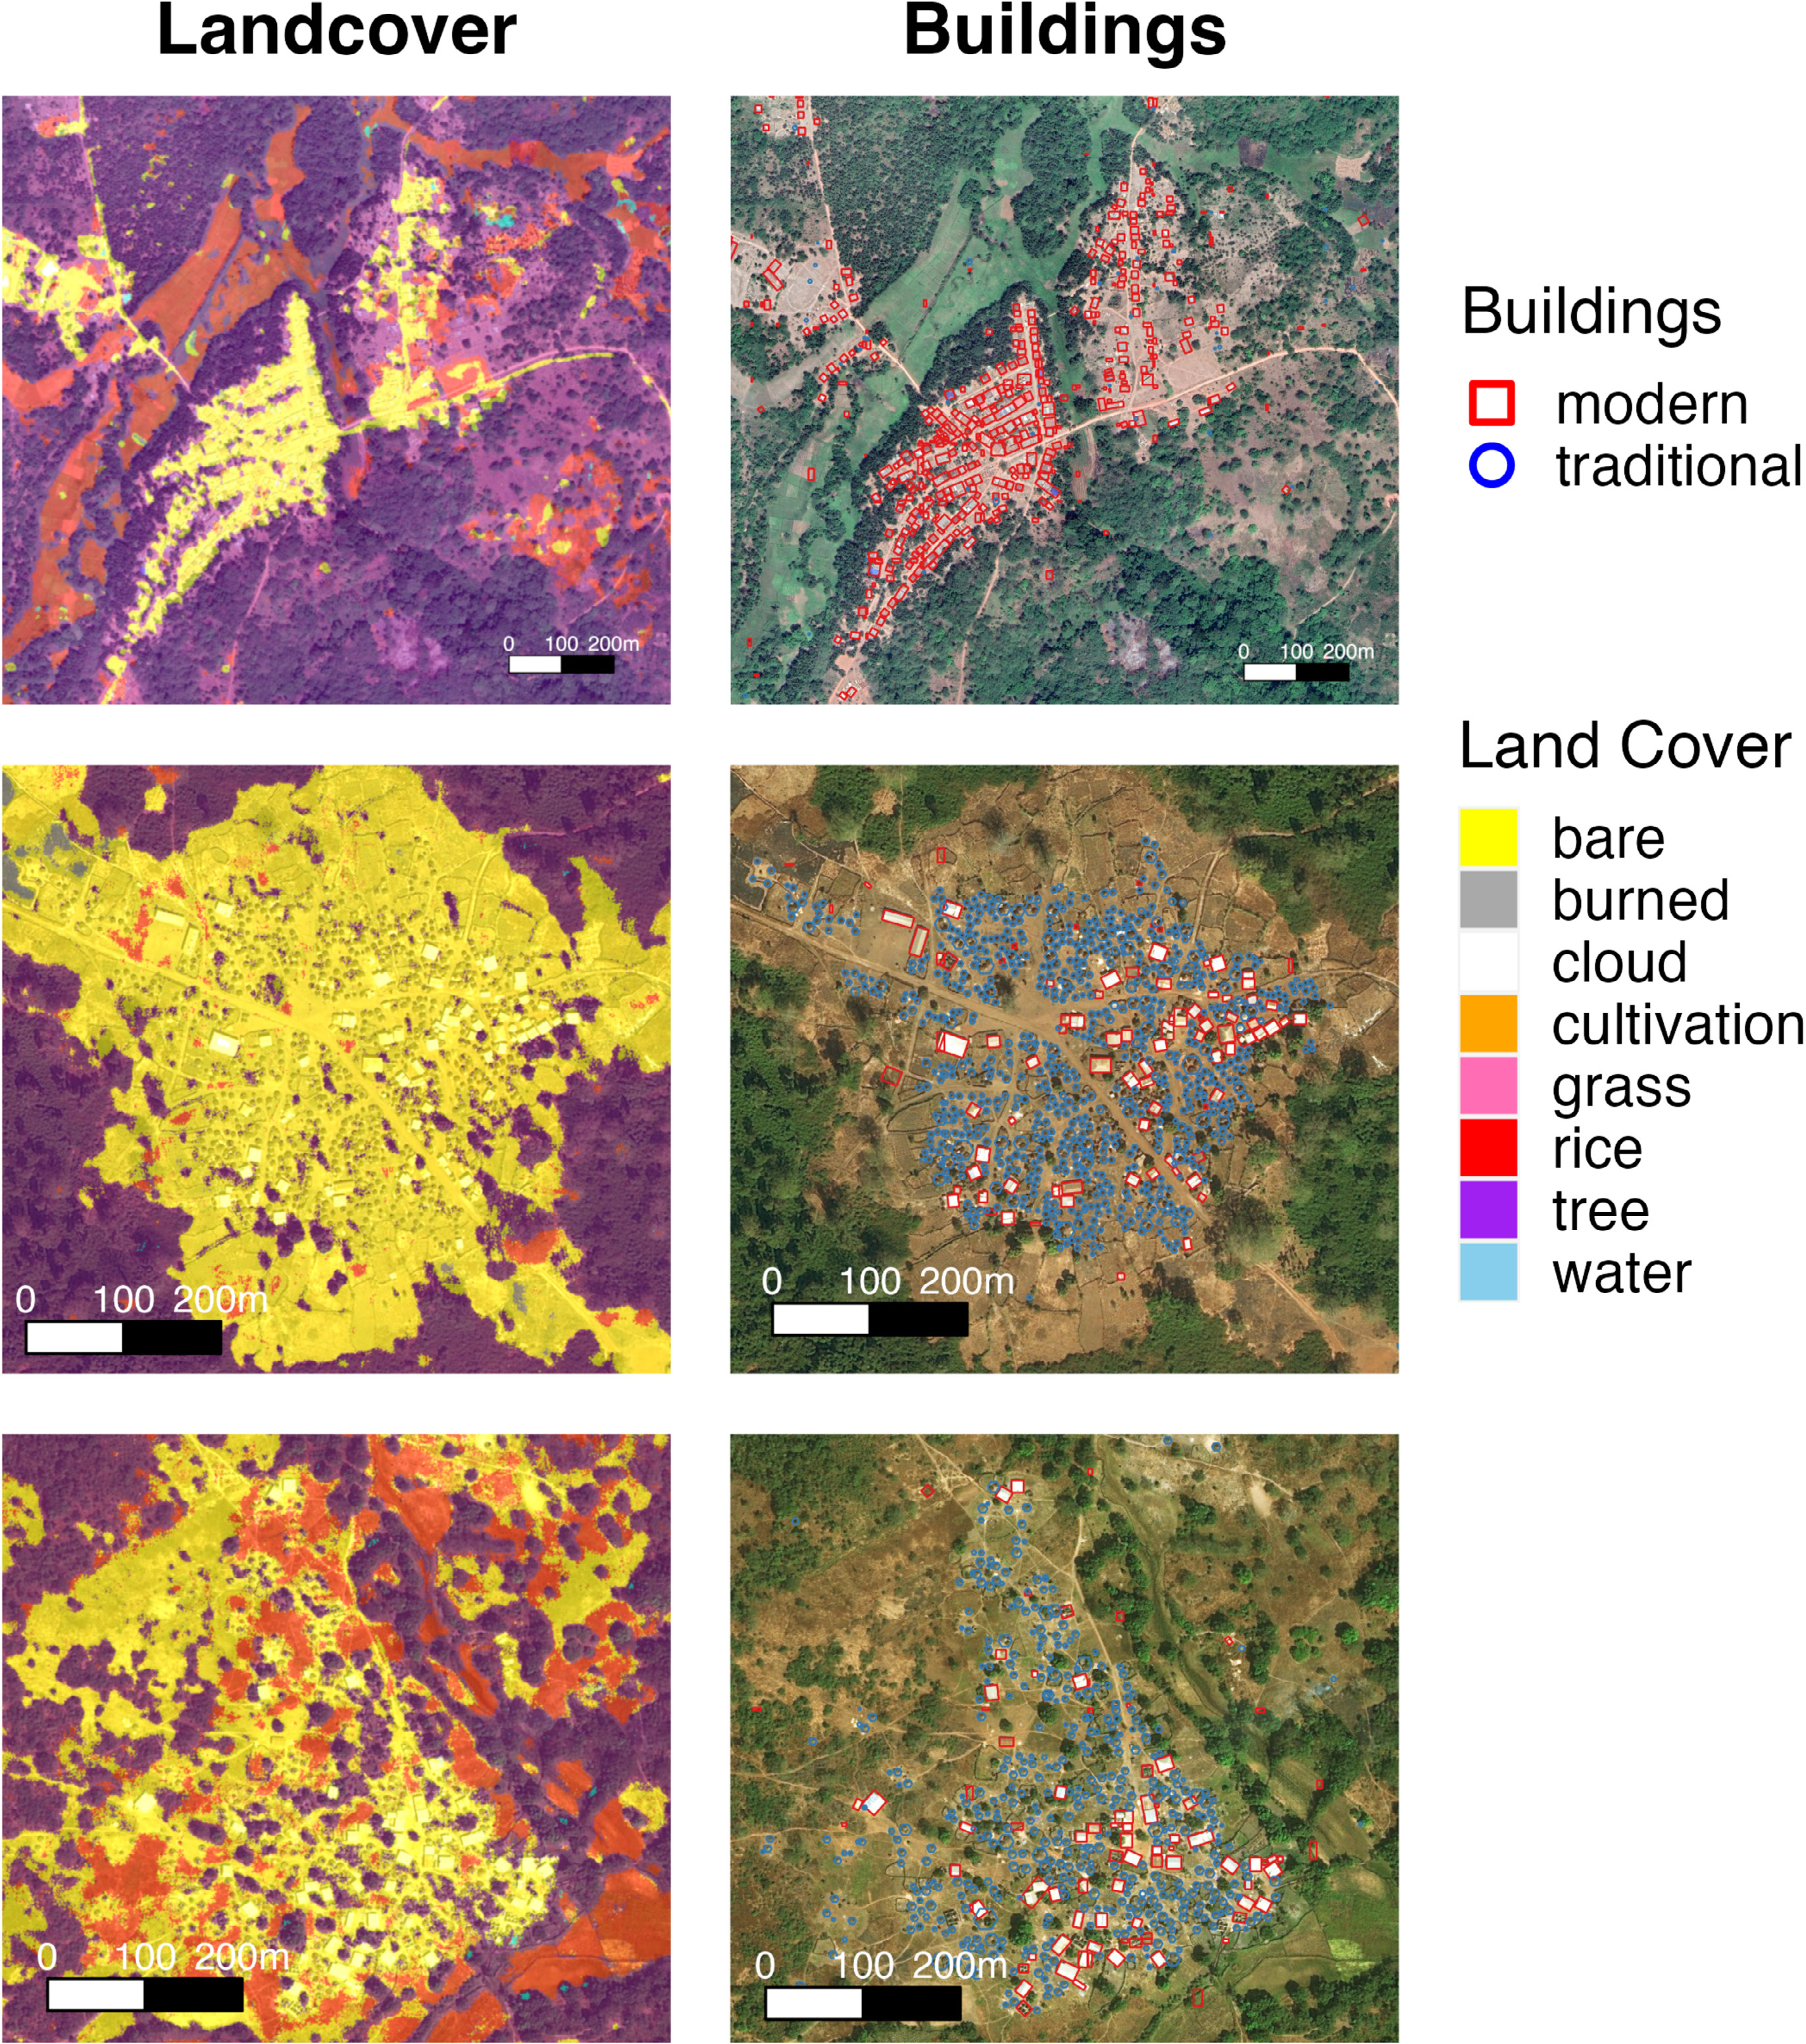 Landcover
Buildings
0 100 200m
0 100 200m
Buildings
modern
traditional
Land Cover
bare
burned
cloud
cultivation
grass
rice
tree
water
0 100 200m
0 100 200m
0 100 200m
0 100 200m